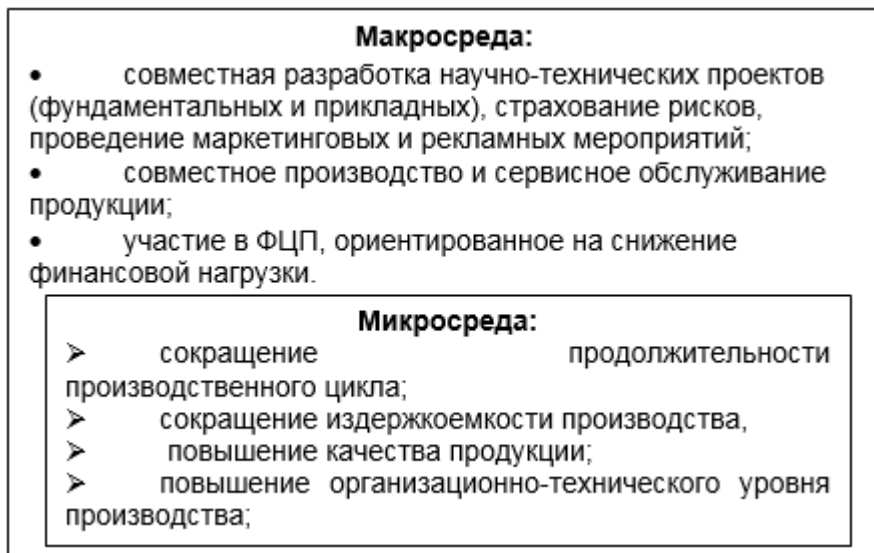 Макросреда:
• совместная разработка научно-технических проектов
(фундаментальных и прикладных), страхование рисков,
проведение маркетинговых и рекламных мероприятий;
• совместное производство и сервисное обслуживание
продукции;
• участие в ФЦП, ориентированное на снижение
финансовой нагрузки.
Микросреда:
➢ сокращение продолжительности
производственного цикла;
➢ сокращение издержкоемкости производства,
➢ повышение качества продукции;
➢ повышение организационно-технического уровня
производства;